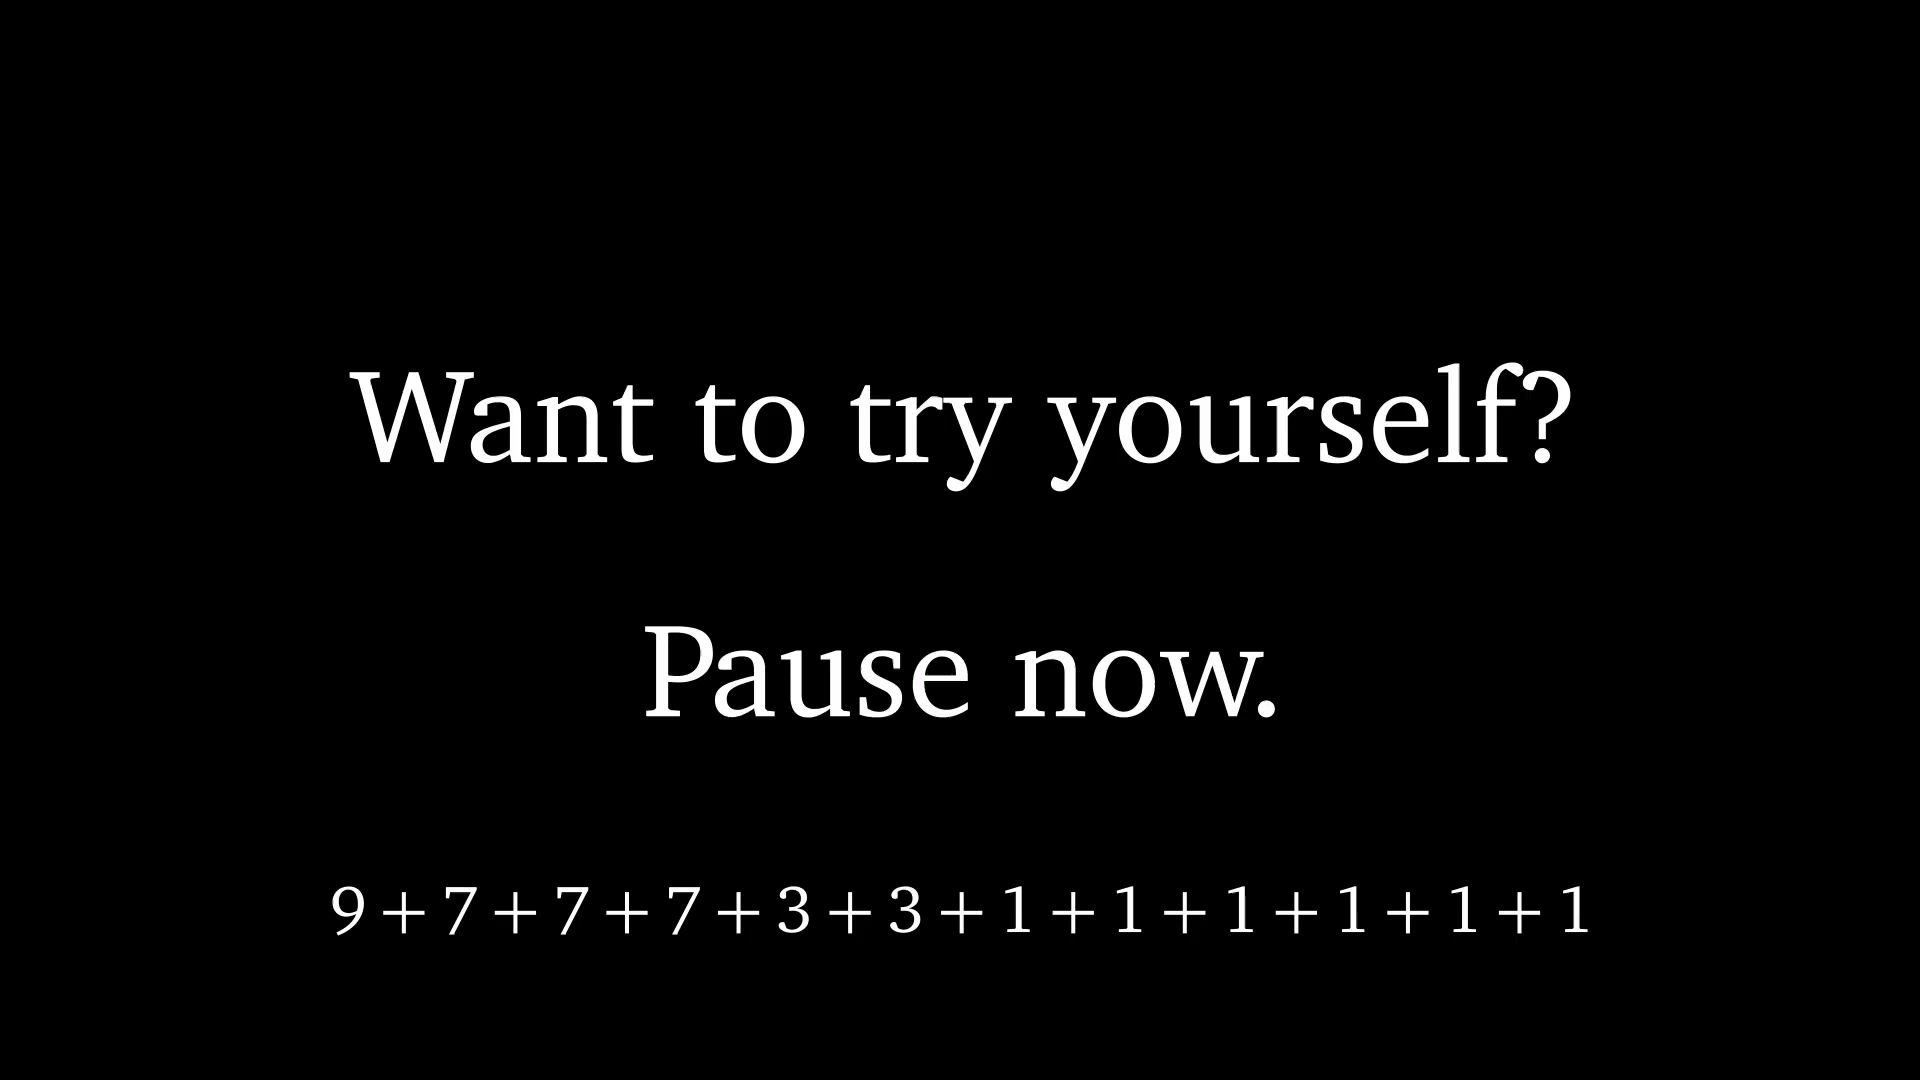 Want to try yourself?
Pause now.
9 + 7 + 7 + 7 + 3 + 3 + 1 + 1 + 1 + 1 + 1 + 1